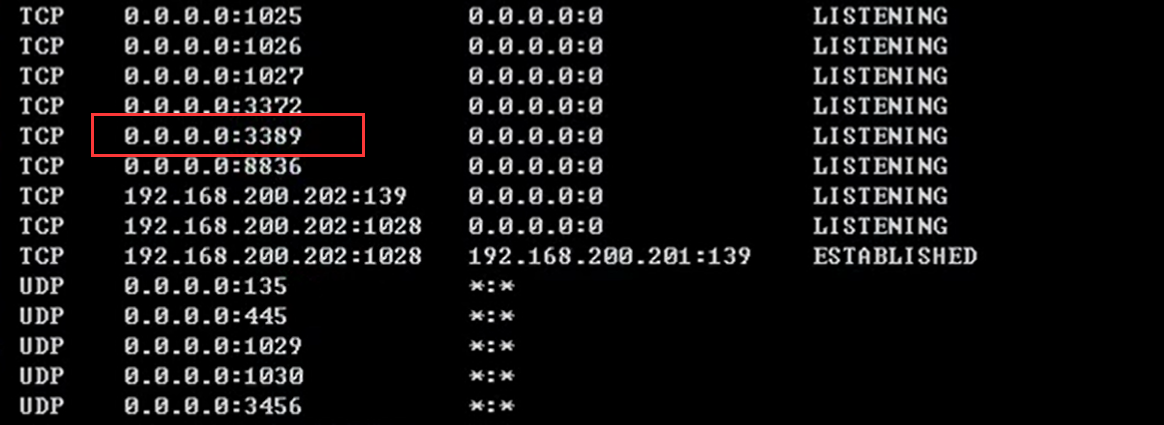 TCP 0.0.0.0:1025 0.0.0.0:0 LISTENING
TCP 0.0.0.0:1026 0.0.0.0:0 LISTENING
TCP 0.0.0.0:1027 0.0.0.0:0 LISTENING
TCP 0.0.0.0:3372 0.0.0.0:0 LISTENING
TCP 0.0.0.0:3389 0.0.0.0:0 LISTENING
TCP 0.0.0.0:8836 0.0.0.0:0 LISTENING
TCP 192.168.200.202:139 0.0.0.0:0 LISTENING
TCP 192.168.200.202:1028 0.0.0.0:0 LISTENING
TCP 192.168.200.202:1028 192.168.200.201:139 ESTABLISHED
UDP 0.0.0.0:135 *:*
UDP 0.0.0.0:445 *:*
UDP 0.0.0.0:1029 *:*
UDP 0.0.0.0:1030 *:*
UDP 0.0.0.0:3456 *:*